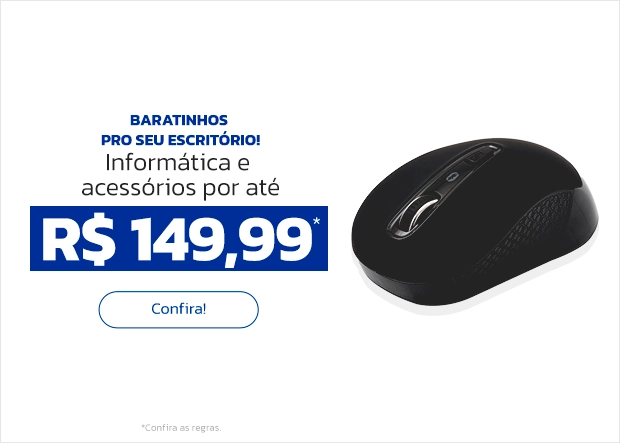 BARATINHOS
PRO SEU ESCRITÓRIO!
Informática e
acessórios por até
R$ 149,99*
Confira!
*Confira as regras.